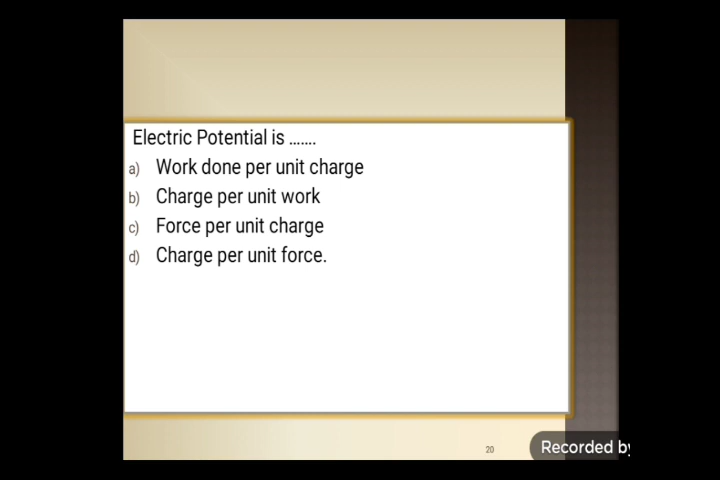 Electric Potential is .......
a) Work done per unit charge
b) Charge per unit work
c) Force per unit charge
d) Charge per unit force.
20
Recorded by